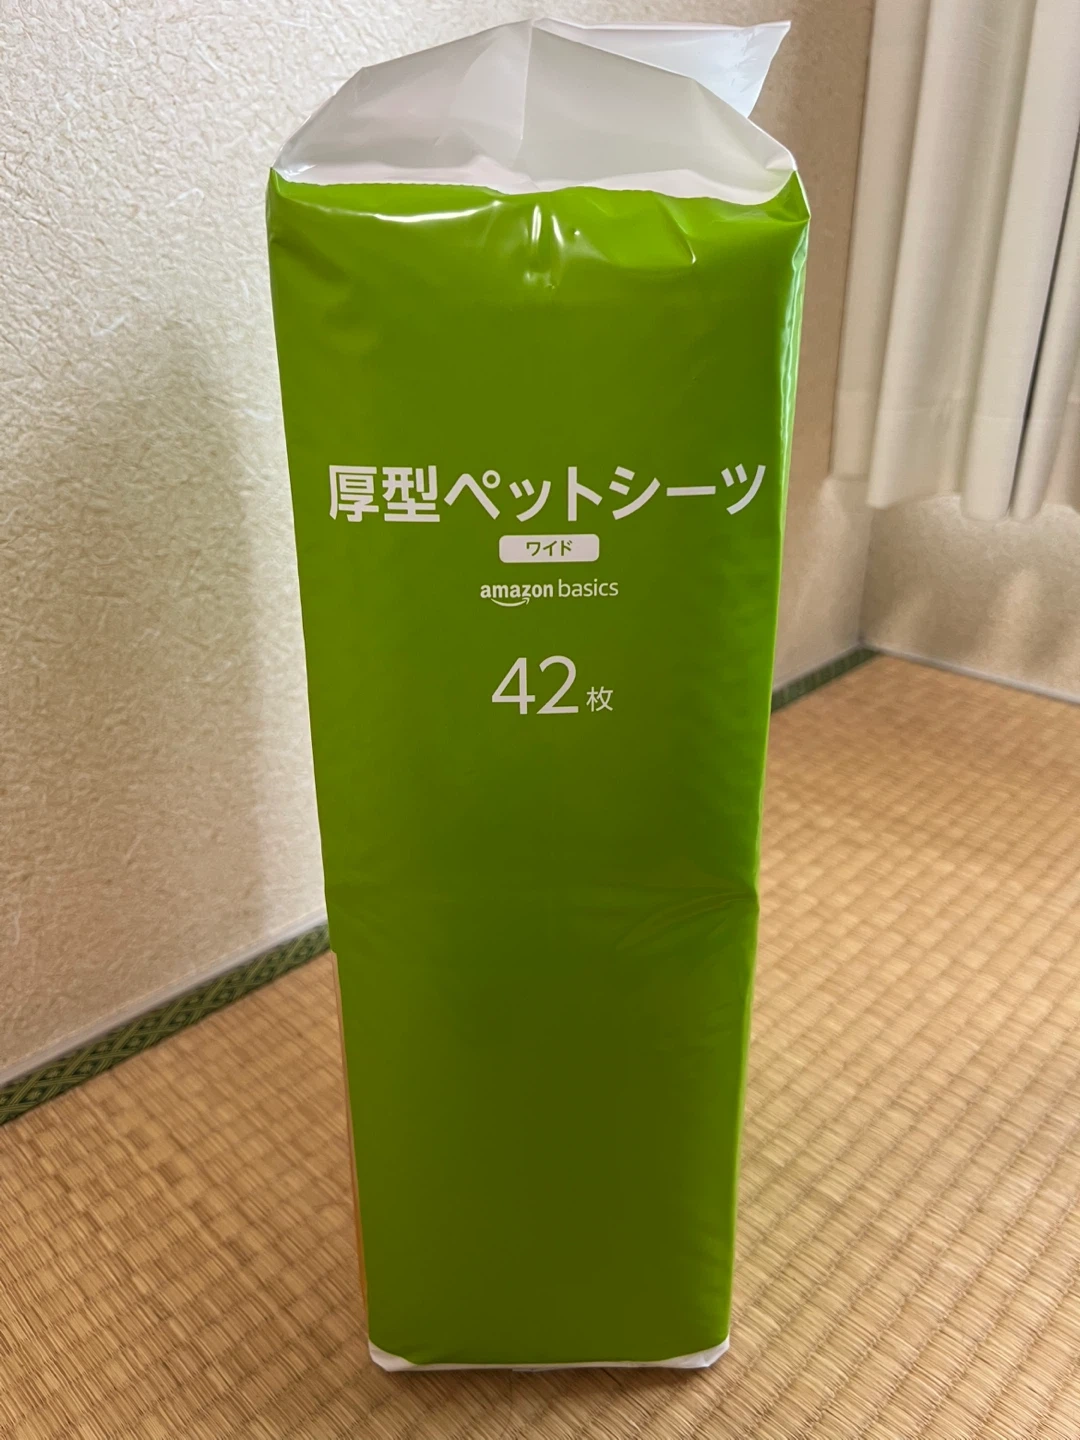 厚型ペットシーツ
ワイド
amazon basics
42枚